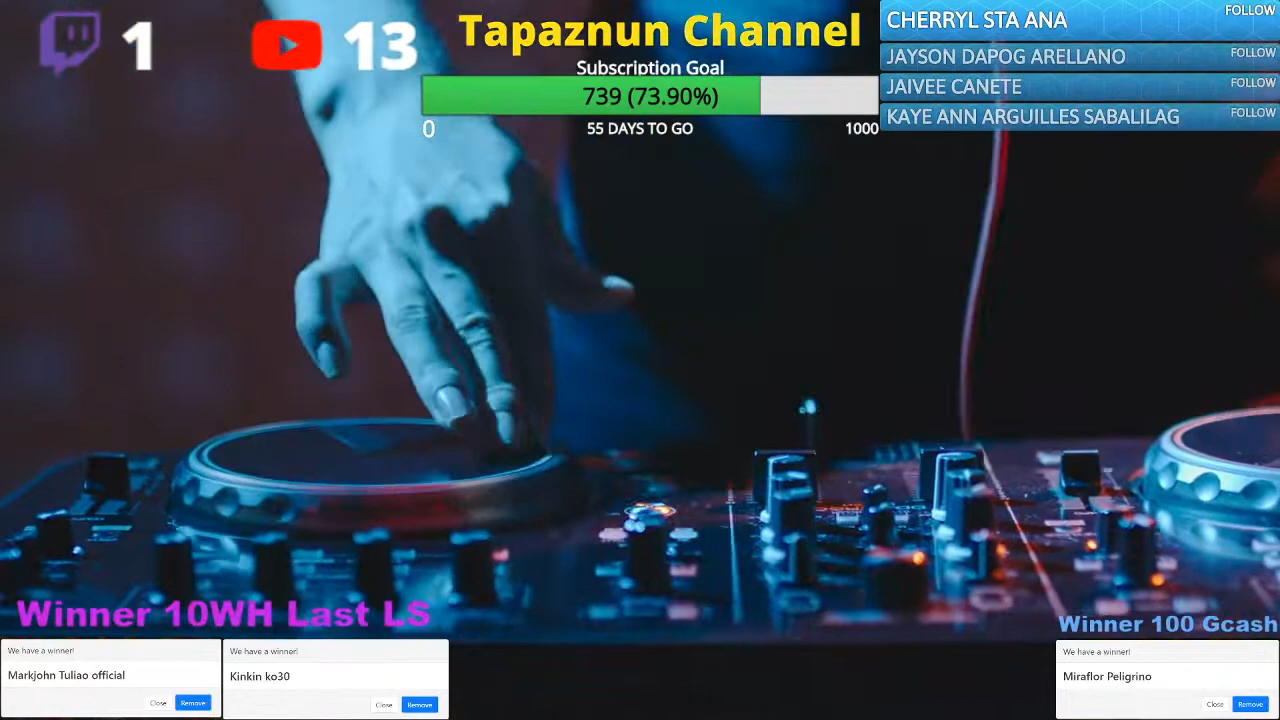 1
13
Tapaznun Channel
Subscription Goal
739 (73.90%)
0
55 DAYS TO GO
1000
CHERRYL STA ANA FOLLOW
JAYSON DAPOG ARELLANO FOLLOW
JAIVEE CANETE FOLLOW
KAYE ANN ARGUILLES SABALILAG FOLLOW
Winner 10WH Last LS
We have a winner!
Markjohn Tuliao official
Close Remove
We have a winner!
Kinkin ko30
Close Remove
Winner 100 Gcash
We have a winner!
Miraflor Peligrino
Close Remove